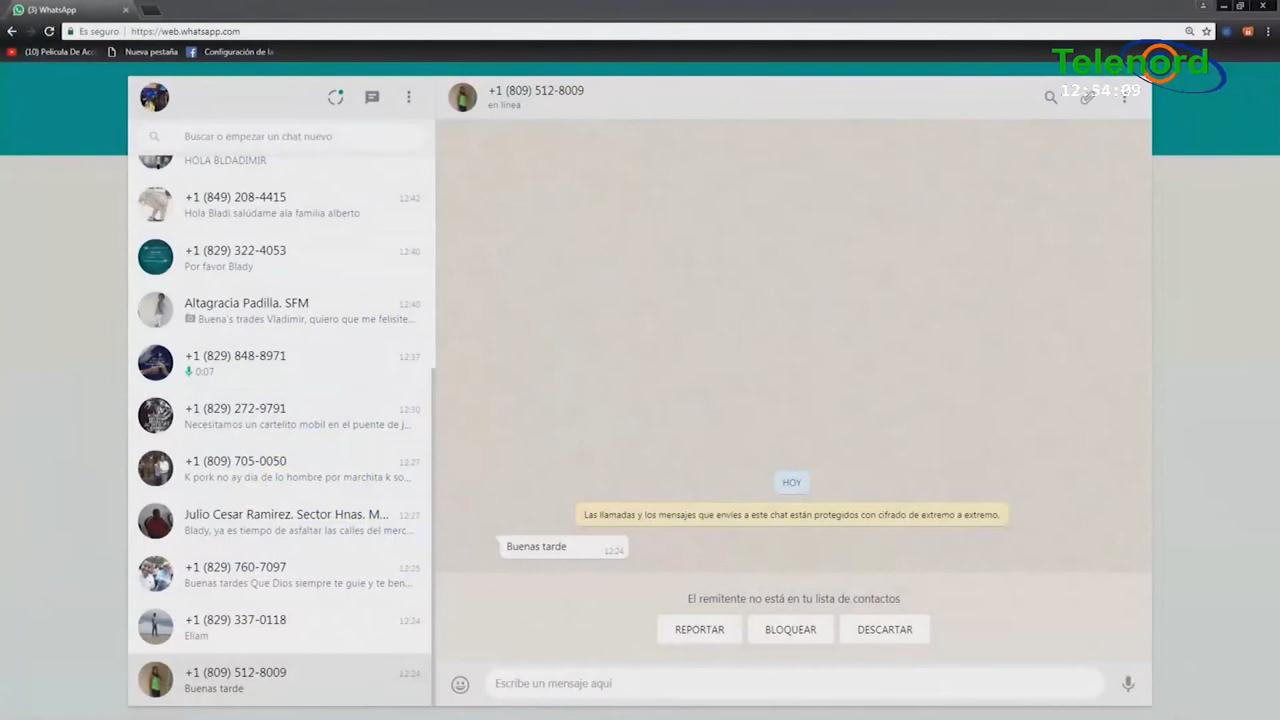 (3) WhatsApp
Es seguro
https://web.whatsapp.com
Nueva pestaña
Configuración de la
Telenord
12:54:09
+1 (809) 512-8009
en línea
Buscar o empezar un chat nuevo
HOLA BLDADIMIR
+1 (849) 208-4415
12:42
Hola Bladi salúdame ala familia alberto
+1 (829) 322-4053
12:40
Por favor Blady
Altagracia Padilla. SFM
12:40
Buena's trades Vladimir, quiero que me felisite...
+1 (829) 848-8971
12:37
0:07
+1 (829) 272-9791
12:30
Necesitamos un cartelito mobil en el puente de j...
+1 (809) 705-0050
12:27
K pork no ay dia de lo hombre por marchita k so...
Julio Cesar Ramirez. Sector Hnas. M...
12:27
Blady, ya es tiempo de asfaltar las calles del merc...
+1 (829) 760-7097
12:25
Buenas tardes Que Dios siempre te guie y te ben...
+1 (829) 337-0118
12:24
Eliam
+1 (809) 512-8009
12:24
Buenas tarde
HOY
Las llamadas y los mensajes que envíes a este chat están protegidos con cifrado de extremo a extremo.
Buenas tarde
12:24
El remitente no está en tu lista de contactos
REPORTAR
BLOQUEAR
DESCARTAR
Escribe un mensaje aquí